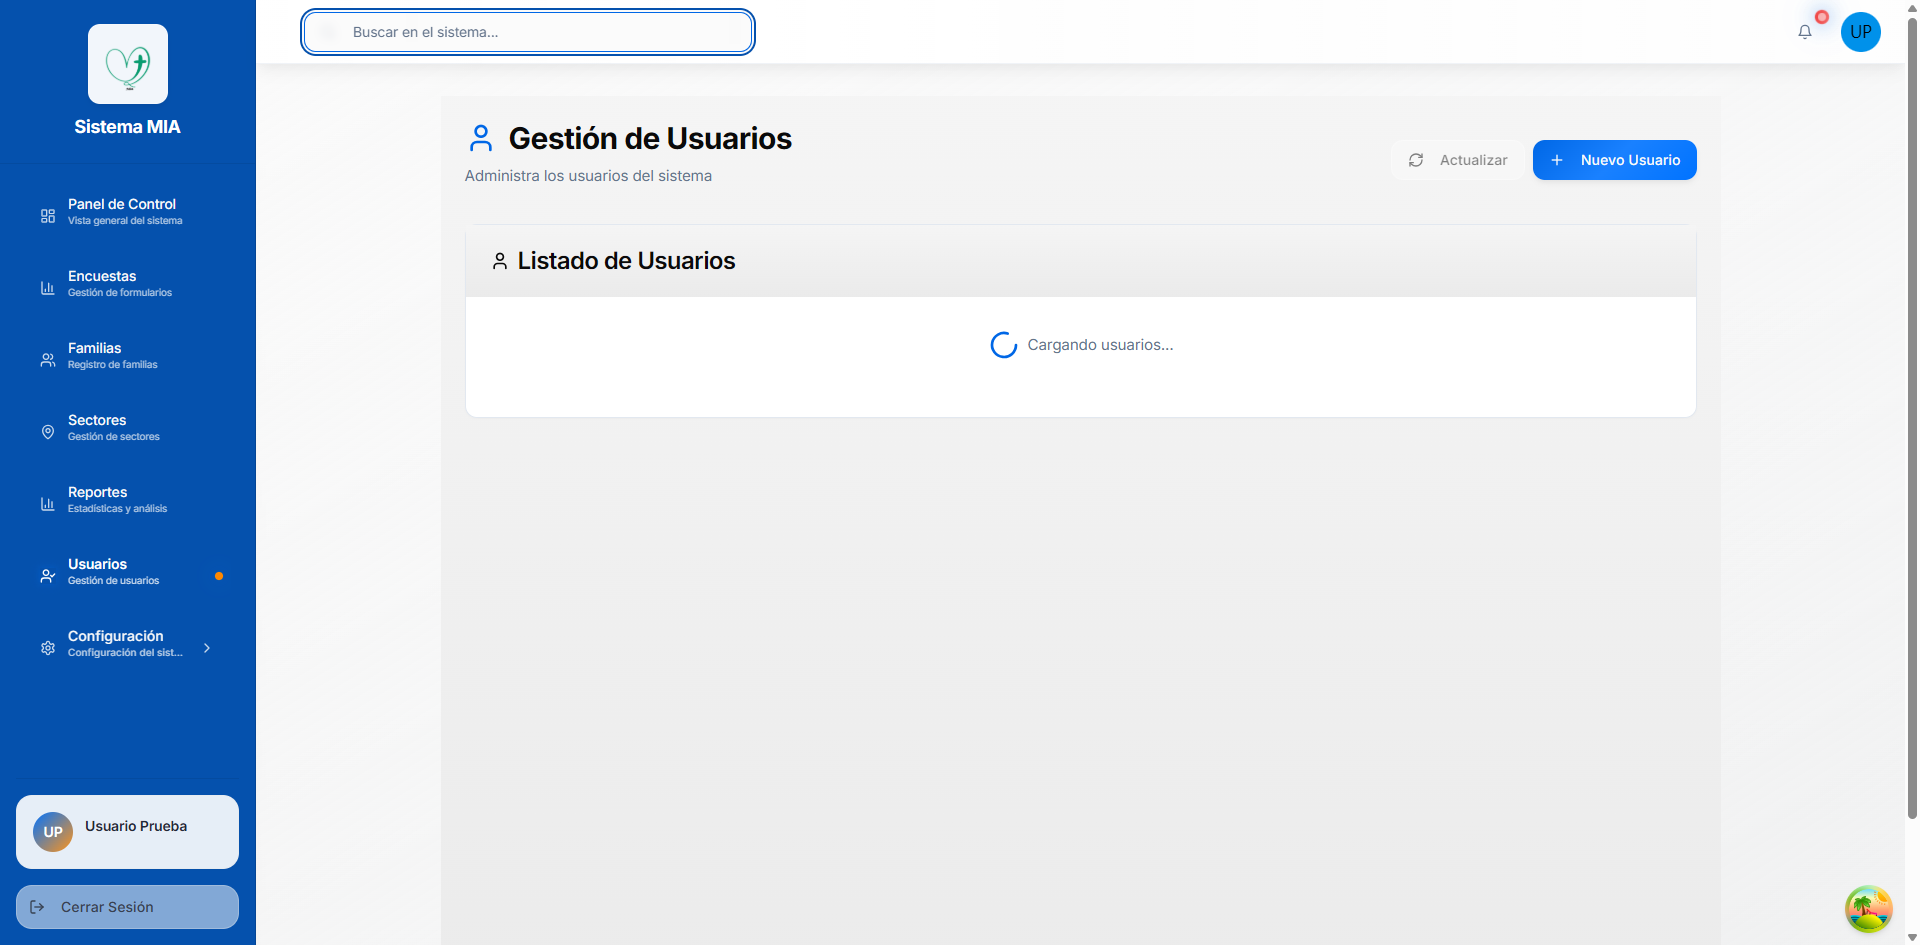 Sistema MIA
Panel de Control
Vista general del sistema
Encuestas
Gestión de formularios
Familias
Registro de familias
Sectores
Gestión de sectores
Reportes
Estadísticas y análisis
Usuarios
Gestión de usuarios
Configuración
Configuración del sist...
UP
Usuario Prueba
Cerrar Sesión
Buscar en el sistema...
UP
Gestión de Usuarios
Administra los usuarios del sistema
Actualizar
Nuevo Usuario
Listado de Usuarios
Cargando usuarios...